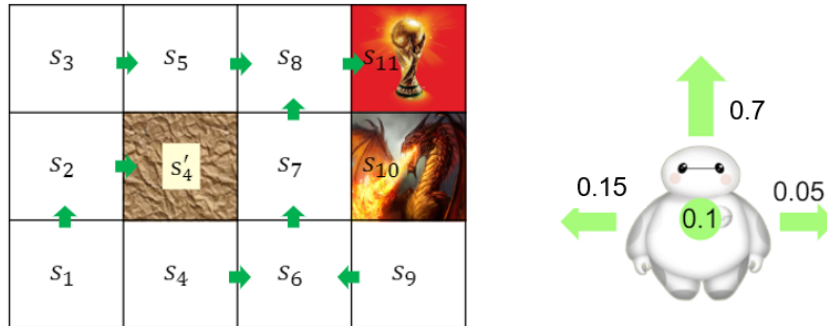 S₃ S₅ S₈ S₁₁
S₂ S₄′ S₇ S₁₀
S₁ S₄ S₆ S₉
0.7
0.15 0.1 0.05